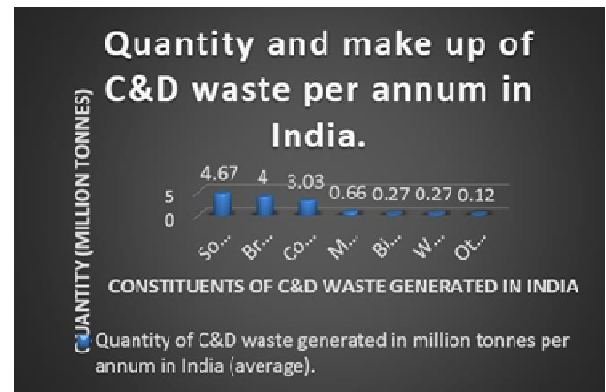 Quantity and make up of
C&D waste per annum in
India.
QUANTITY (MILLION TONNES)
4.67 4 3.03 0.66 0.27 0.27 0.12
5
0
So... Br... Co... M... Bi... W... Ot...
CONSTITUENTS OF C&D WASTE GENERATED IN INDIA
Quantity of C&D waste generated in million tonnes per
annum in India (average).